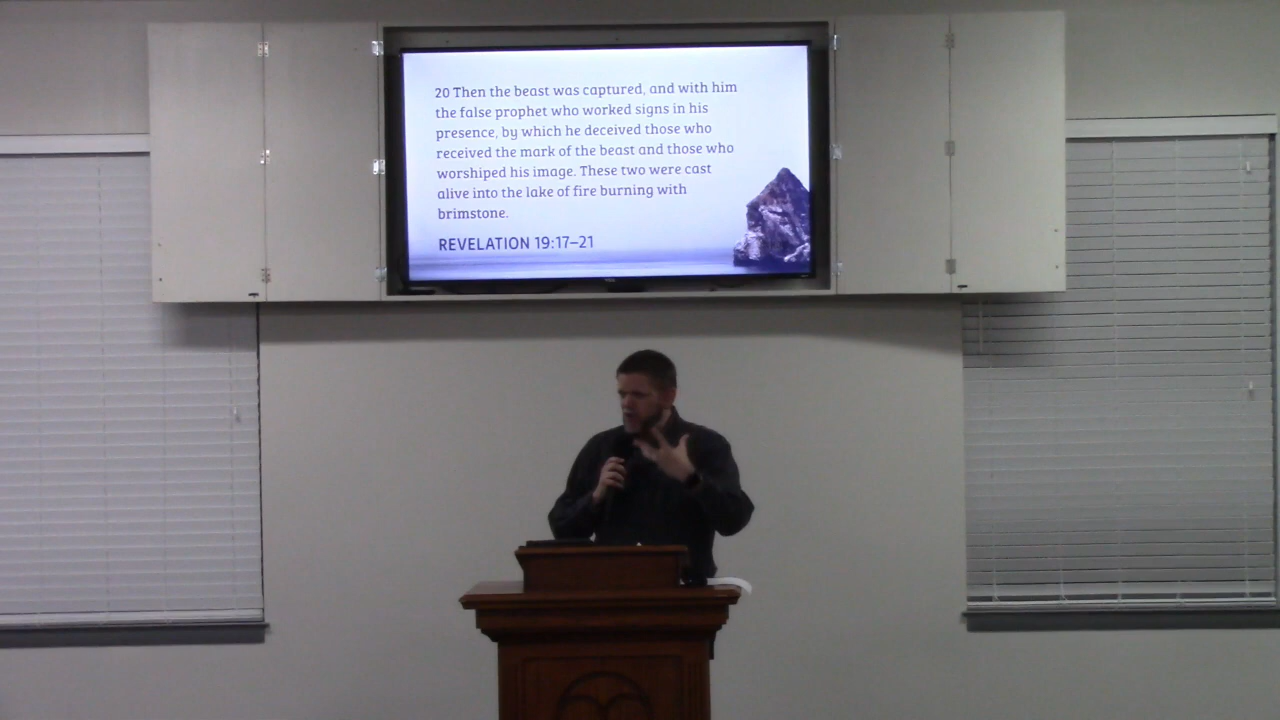 20 Then the beast was captured, and with him
the false prophet who worked signs in his
presence, by which he deceived those who
received the mark of the beast and those who
worshiped his image. These two were cast
alive into the lake of fire burning with
brimstone.
REVELATION 19:17–21